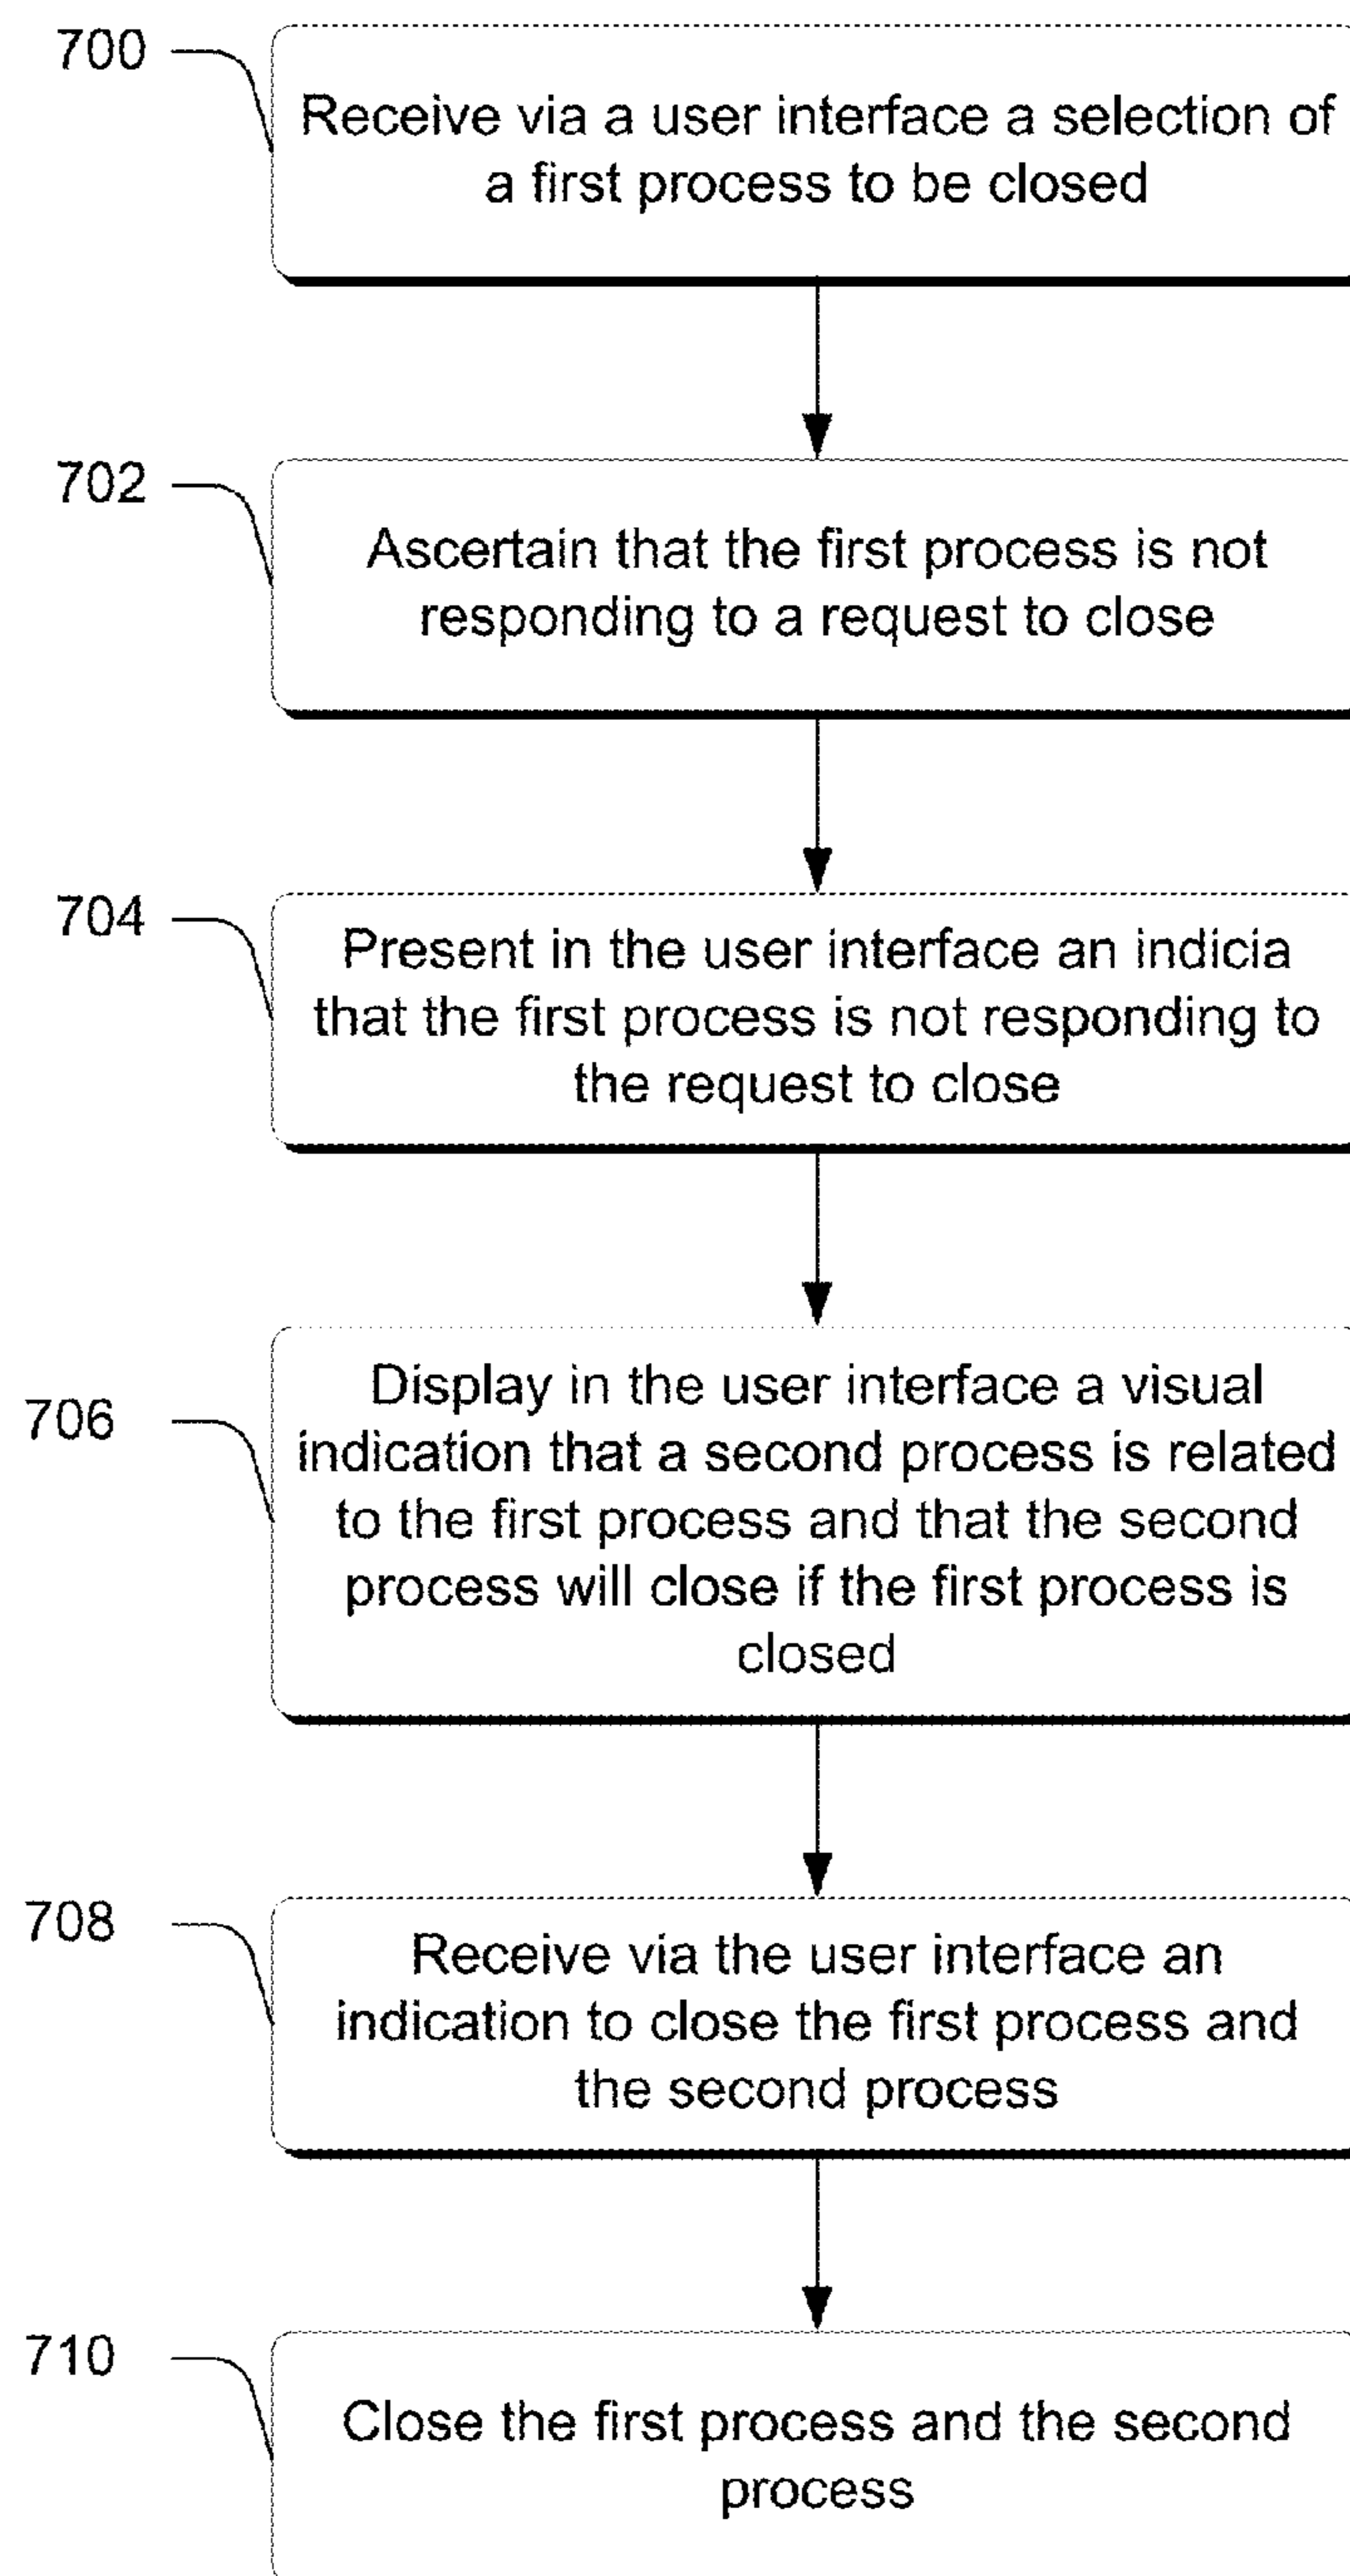 700
Receive via a user interface a selection of
a first process to be closed
702
Ascertain that the first process is not
responding to a request to close
704
Present in the user interface an indicia
that the first process is not responding to
the request to close
706
Display in the user interface a visual
indication that a second process is related
to the first process and that the second
process will close if the first process is
closed
708
Receive via the user interface an
indication to close the first process and
the second process
710
Close the first process and the second
process